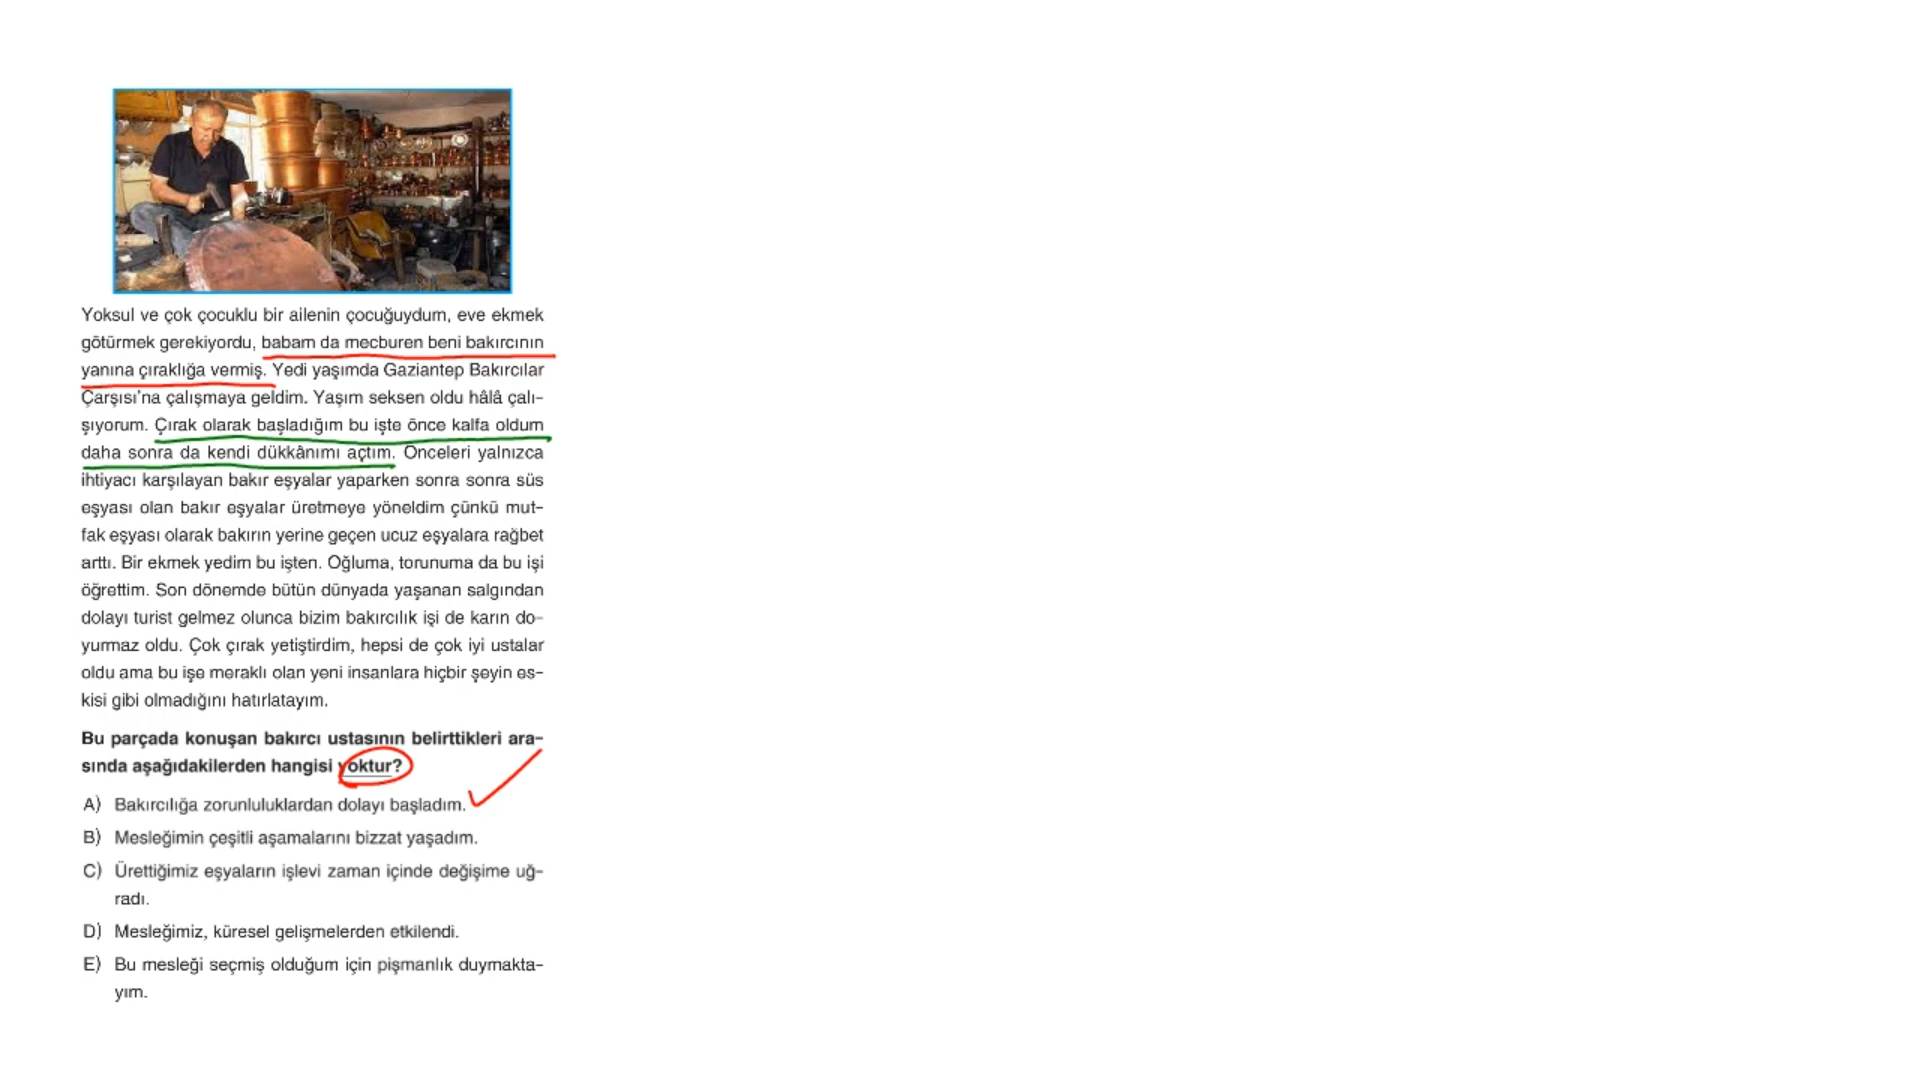 Yoksul ve çok çocuklu bir ailenin çocuğuydum, eve ekmek
götürmek gerekiyordu, babam da mecburen beni bakırcının
yanına çıraklığa vermiş. Yedi yaşımda Gaziantep Bakırcılar
Çarşısı'na çalışmaya geldim. Yaşım seksen oldu hâlâ çalı-
şıyorum. Çırak olarak başladığım bu işte önce kalfa oldum
daha sonra da kendi dükkânımı açtım. Önceleri yalnızca
ihtiyacı karşılayan bakır eşyalar yaparken sonra sonra süs
eşyası olan bakır eşyalar üretmeye yöneldim çünkü mut-
fak eşyası olarak bakırın yerine geçen ucuz eşyalara rağbet
arttı. Bir ekmek yedim bu işten. Oğluma, torunuma da bu işi
öğrettim. Son dönemde bütün dünyada yaşanan salgından
dolayı turist gelmez olunca bizim bakırcılık işi de karın do-
yurmaz oldu. Çok çırak yetiştirdim, hepsi de çok iyi ustalar
oldu ama bu işe meraklı olan yeni insanlara hiçbir şeyin es-
kisi gibi olmadığını hatırlatayım.
Bu parçada konuşan bakırcı ustasının belirttikleri ara-
sında aşağıdakilerden hangisi yoktur?
A) Bakırcılığa zorunluluklardan dolayı başladım.
B) Mesleğimin çeşitli aşamalarını bizzat yaşadım.
C) Ürettiğimiz eşyaların işlevi zaman içinde değişime uğ-
radı.
D) Mesleğimiz, küresel gelişmelerden etkilendi.
E) Bu mesleği seçmiş olduğum için pişmanlık duymakta-
yım.